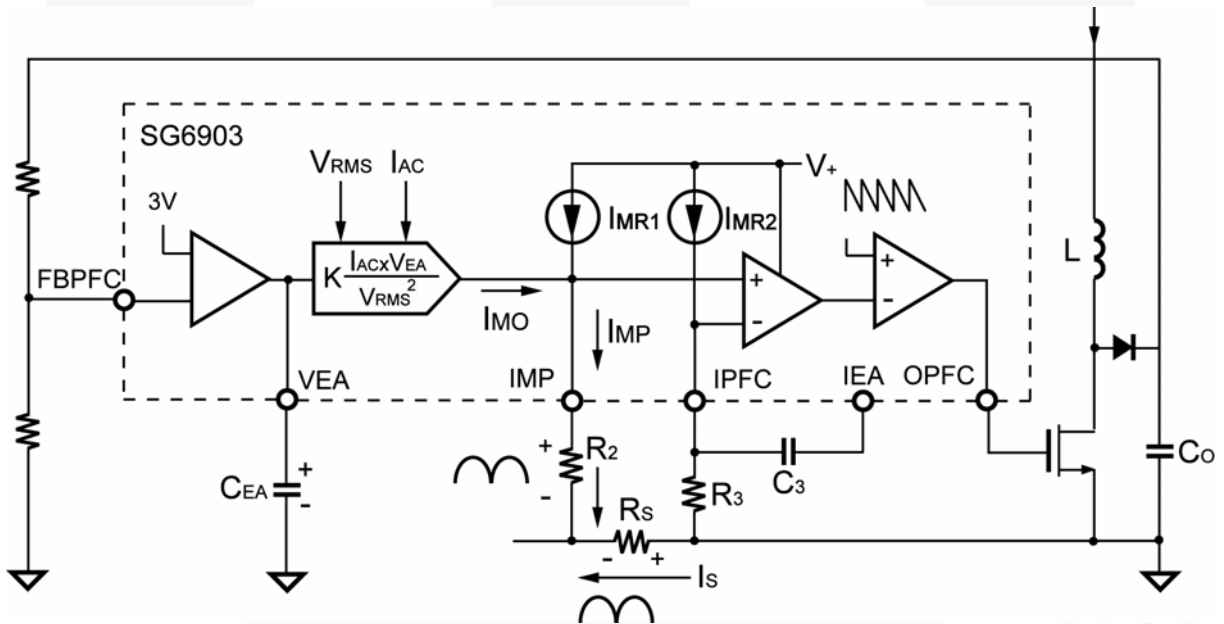 SG6903
VRMS IAC
3V
FBPFC
K IACxVEA
VRMS2
IMO
IMR1
IMR2
V+
+
-
+
-
L
IMP
VEA
IMP
IPFC
IEA
OPFC
CEA
+
-
+
-
R2
R3
C3
CO
RS
-
+
IS